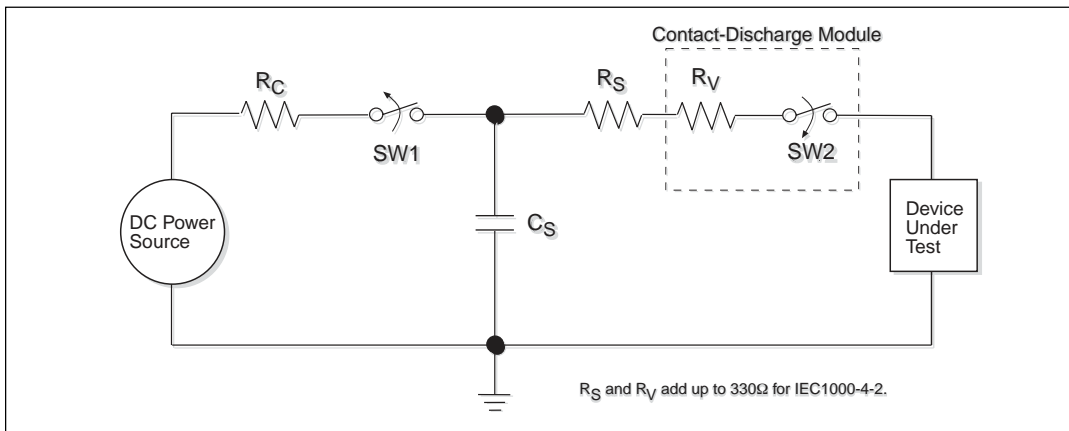 Contact-Discharge Module
RC
RS
RV
SW1
SW2
DC Power
Source
CS
Device
Under
Test
RS and RV add up to 330Ω for IEC1000-4-2.